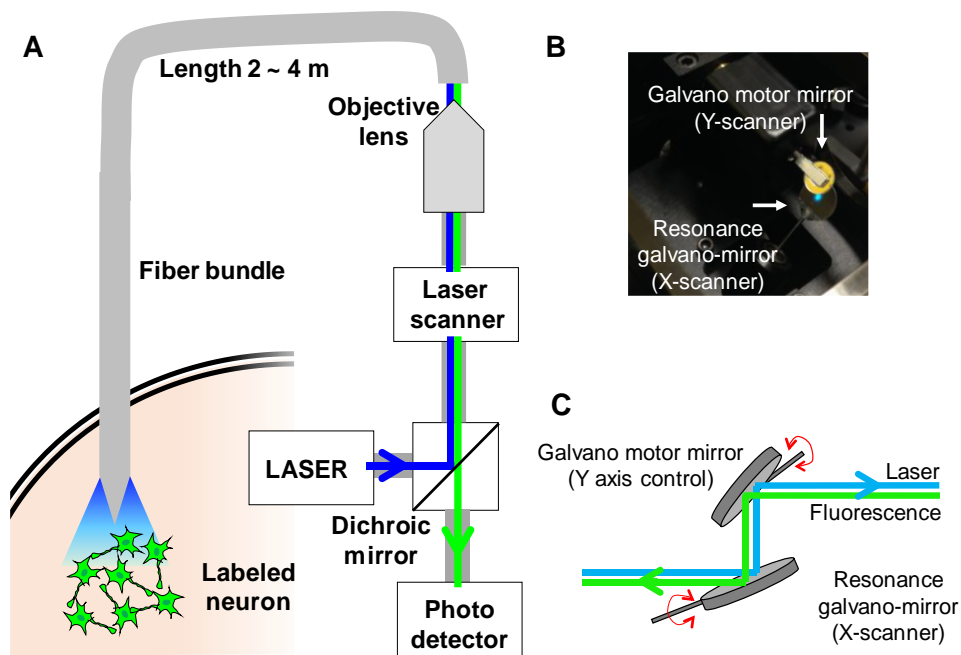 A
Length 2 ~ 4 m
Objective
lens
Fiber bundle
Laser
scanner
LASER
Dichroic
mirror
Labeled
neuron
Photo
detector
B
Galvano motor mirror
(Y-scanner)
Resonance
galvano-mirror
(X-scanner)
C
Galvano motor mirror
(Y axis control)
Laser
Fluorescence
Resonance
galvano-mirror
(X-scanner)